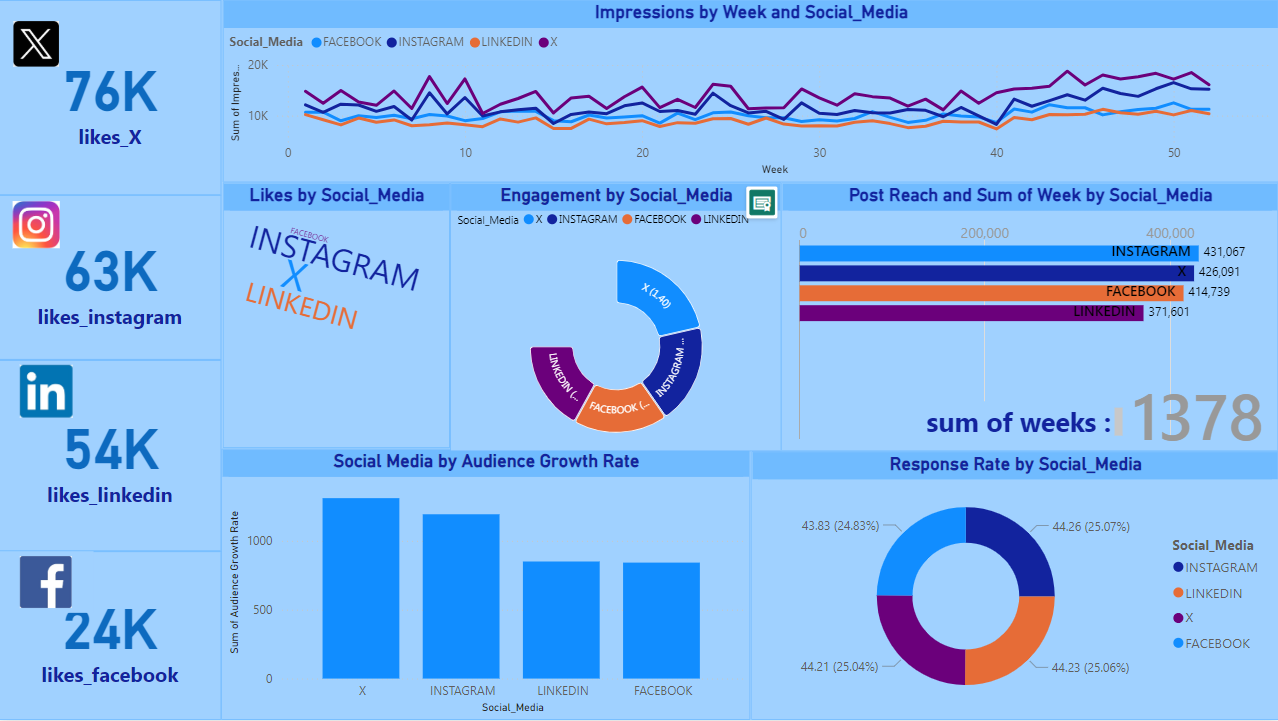 76K
likes_X
63K
likes_instagram
in
54K
likes_linkedin
f
24K
likes_facebook
Impressions by Week and Social_Media
Social_Media FACEBOOK INSTAGRAM LINKEDIN X
Sum of Impres...
20K
10K
0 10 20 30 40 50
Week
Likes by Social_Media
FACEBOOK
INSTAGRAM
X
LINKEDIN
Engagement by Social_Media
Social_Media X INSTAGRAM FACEBOOK LINKEDIN
X (1.40)
INSTAGRAM ...
FACEBOOK (...
LINKEDIN (...
Post Reach and Sum of Week by Social_Media
0 200,000 400,000
INSTAGRAM 431,067
X 426,091
FACEBOOK 414,739
LINKEDIN 371,601
sum of weeks : 1378
Social Media by Audience Growth Rate
Sum of Audience Growth Rate
1000
500
0
X INSTAGRAM LINKEDIN FACEBOOK
Social_Media
Response Rate by Social_Media
43.83 (24.83%)
44.26 (25.07%)
44.21 (25.04%)
44.23 (25.06%)
Social_Media
INSTAGRAM
LINKEDIN
X
FACEBOOK